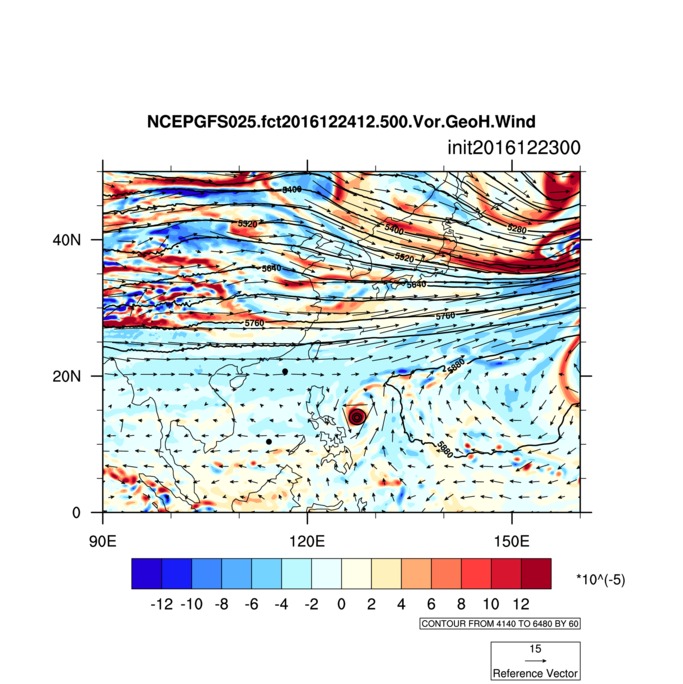 NCEPGFS025.fct2016122412.500.Vor.GeoH.Wind
init2016122300
5400
5320
5400
5280
5520
5640
5640
5760
5760
5880
5880
40N
20N
0
90E 120E 150E
-12 -10 -8 -6 -4 -2 0 2 4 6 8 10 12
*10^(-5)
CONTOUR FROM 4140 TO 6480 BY 60
15
Reference Vector